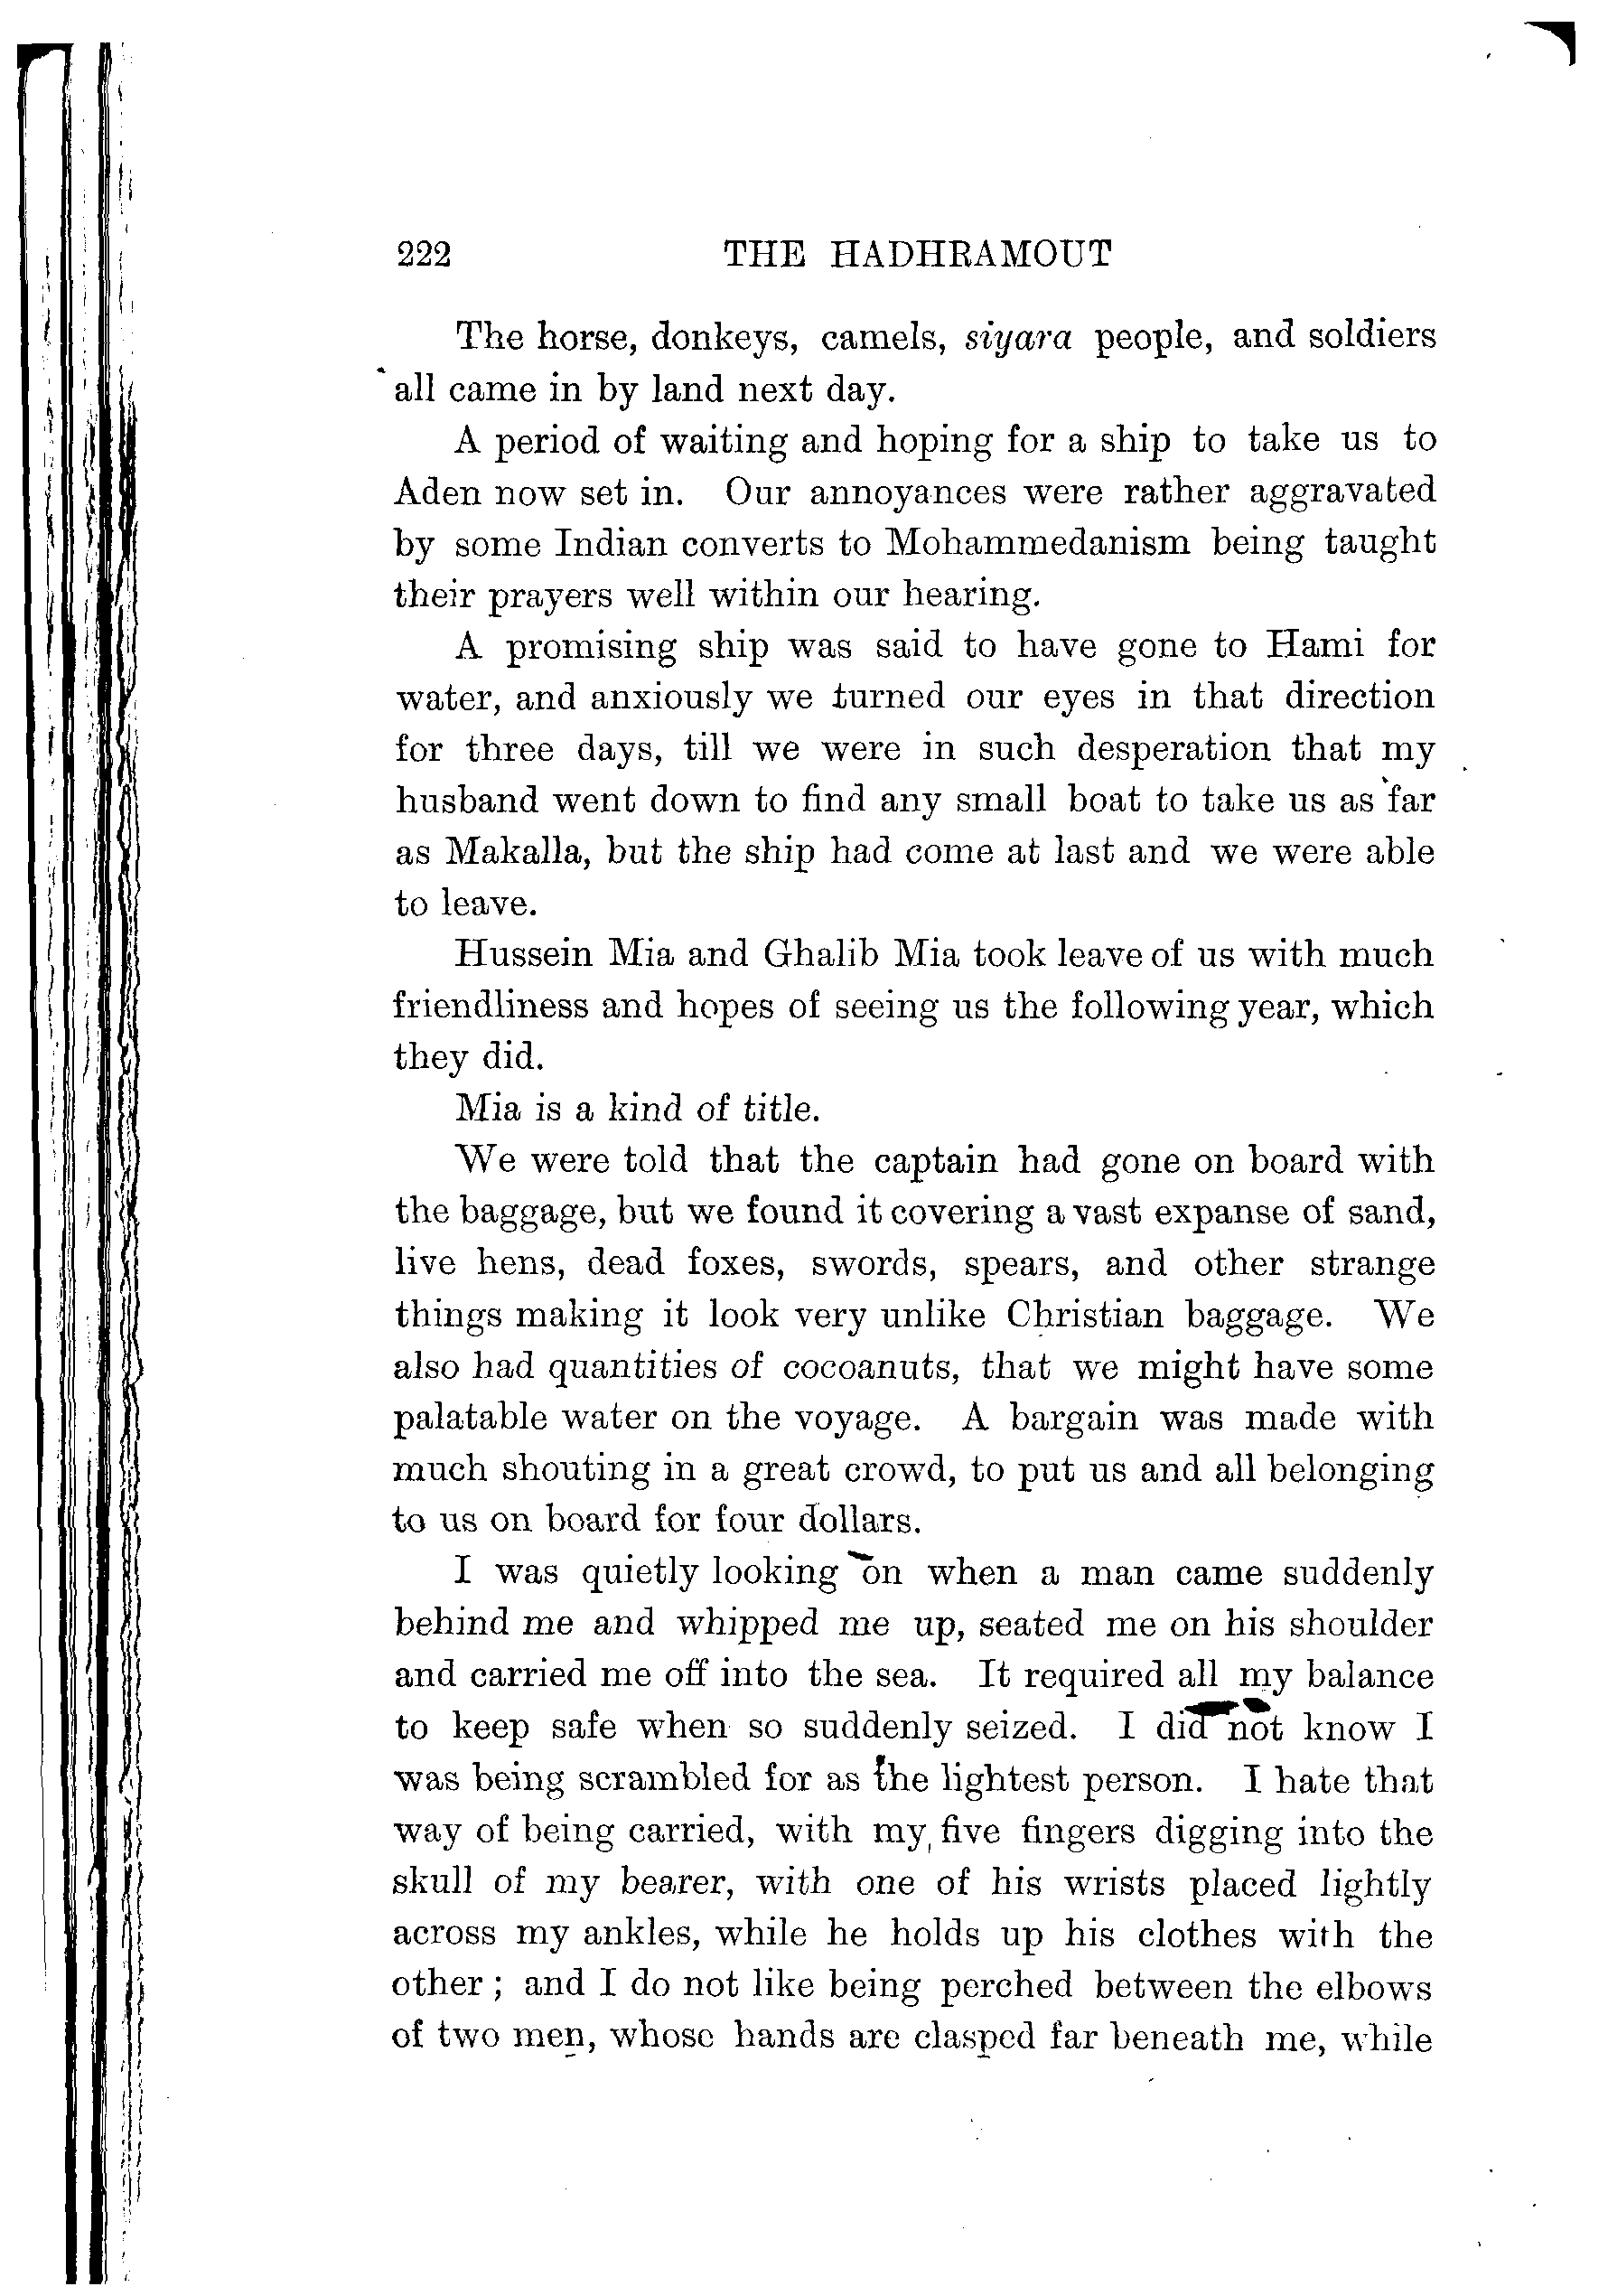 222 THE HADHRAMOUT
The horse, donkeys, camels, siyara people, and soldiers
all came in by land next day.
A period of waiting and hoping for a ship to take us to
Aden now set in. Our annoyances were rather aggravated
by some Indian converts to Mohammedanism being taught
their prayers well within our hearing.
A promising ship was said to have gone to Hami for
water, and anxiously we turned our eyes in that direction
for three days, till we were in such desperation that my
husband went down to find any small boat to take us as far
as Makalla, but the ship had come at last and we were able
to leave.
Hussein Mia and Ghalib Mia took leave of us with much
friendliness and hopes of seeing us the following year, which
they did.
Mia is a kind of title.
We were told that the captain had gone on board with
the baggage, but we found it covering a vast expanse of sand,
live hens, dead foxes, swords, spears, and other strange
things making it look very unlike Christian baggage. We
also had quantities of cocoanuts, that we might have some
palatable water on the voyage. A bargain was made with
much shouting in a great crowd, to put us and all belonging
to us on board for four dollars.
I was quietly looking on when a man came suddenly
behind me and whipped me up, seated me on his shoulder
and carried me off into the sea. It required all my balance
to keep safe when so suddenly seized. I did not know I
was being scrambled for as the lightest person. I hate that
way of being carried, with my five fingers digging into the
skull of my bearer, with one of his wrists placed lightly
across my ankles, while he holds up his clothes with the
other ; and I do not like being perched between the elbows
of two men, whose hands are clasped far beneath me, while